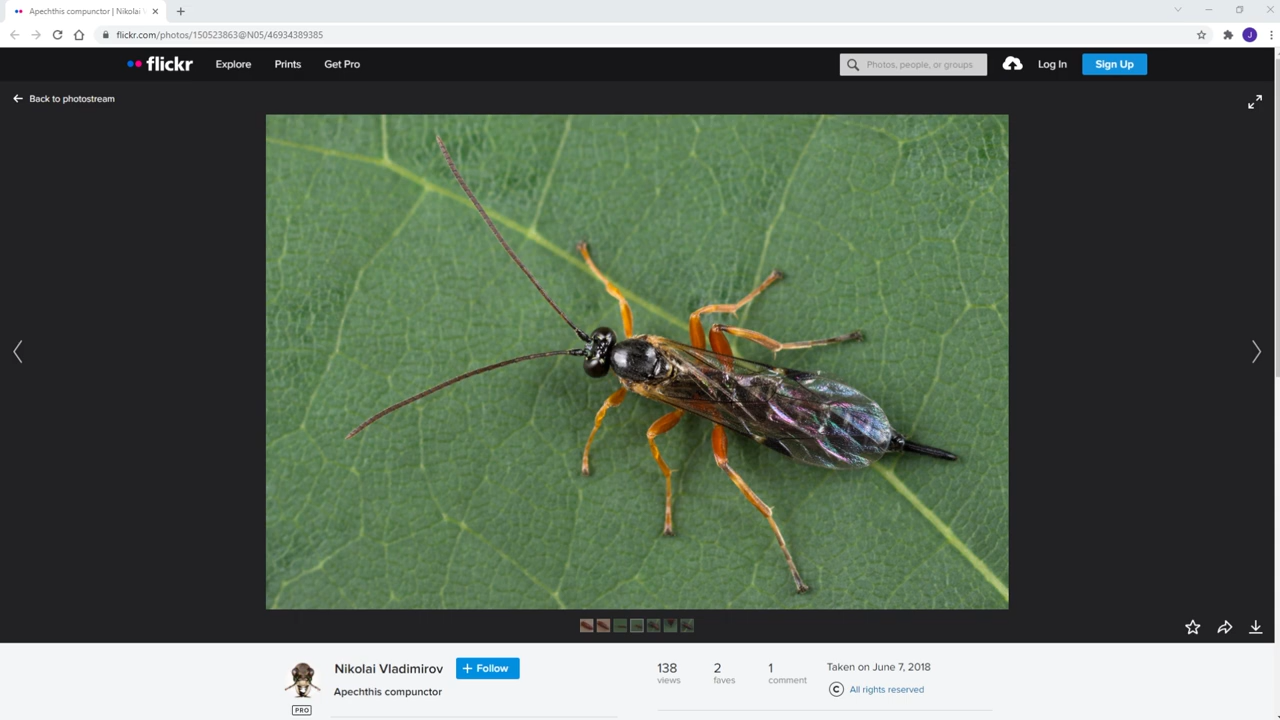 Apechthis compunctor | Nikolai
flickr.com/photos/150523863@N05/46934389385
J
flickr
Explore
Prints
Get Pro
Photos, people, or groups
Log In
Sign Up
Back to photostream
Nikolai Vladimirov
+ Follow
Apechthis compunctor
PRO
138
views
2
faves
1
comment
Taken on June 7, 2018
© All rights reserved